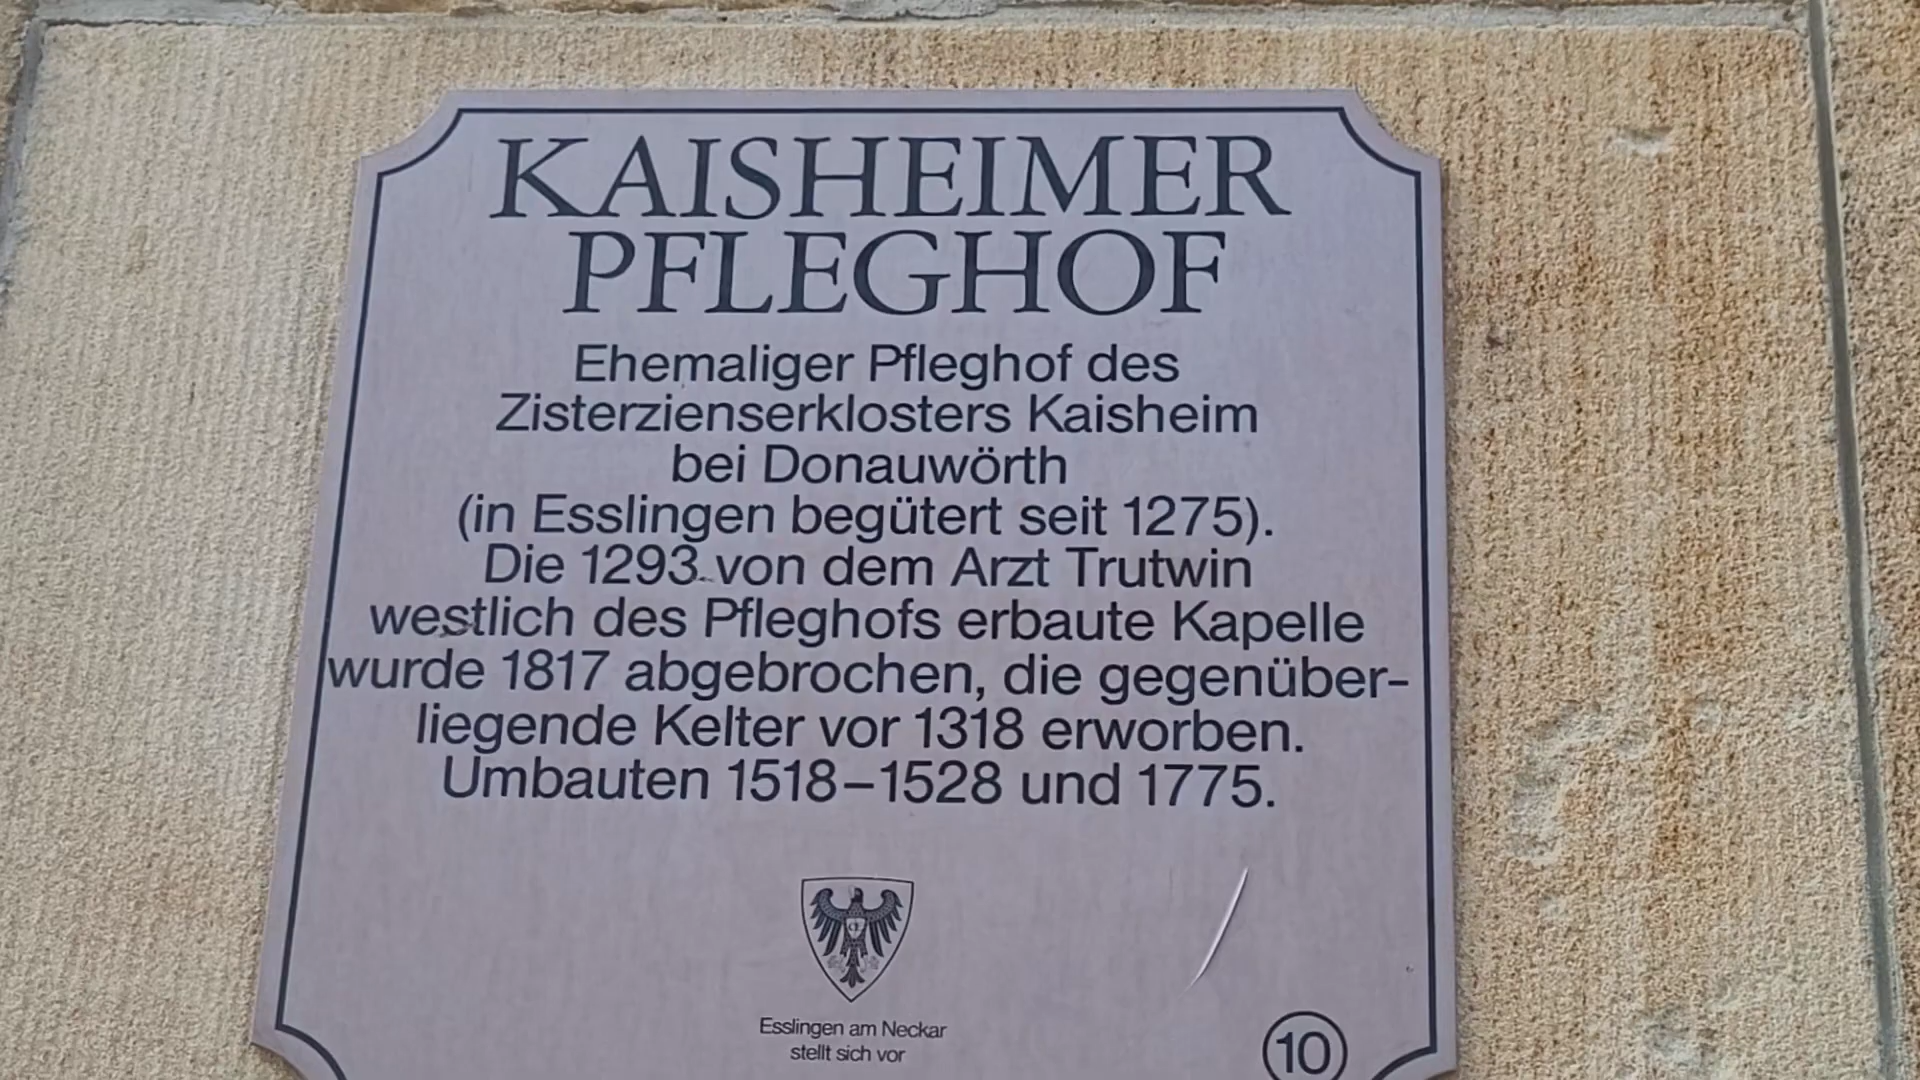 KAISHEIMER
PFLEGHOF
Ehemaliger Pfleghof des
Zisterzienserklosters Kaisheim
bei Donauwörth
(in Esslingen begütert seit 1275).
Die 1293 von dem Arzt Trutwin
westlich des Pfleghofs erbaute Kapelle
wurde 1817 abgebrochen, die gegenüber-
liegende Kelter vor 1318 erworben.
Umbauten 1518–1528 und 1775.
Esslingen am Neckar
stellt sich vor
10